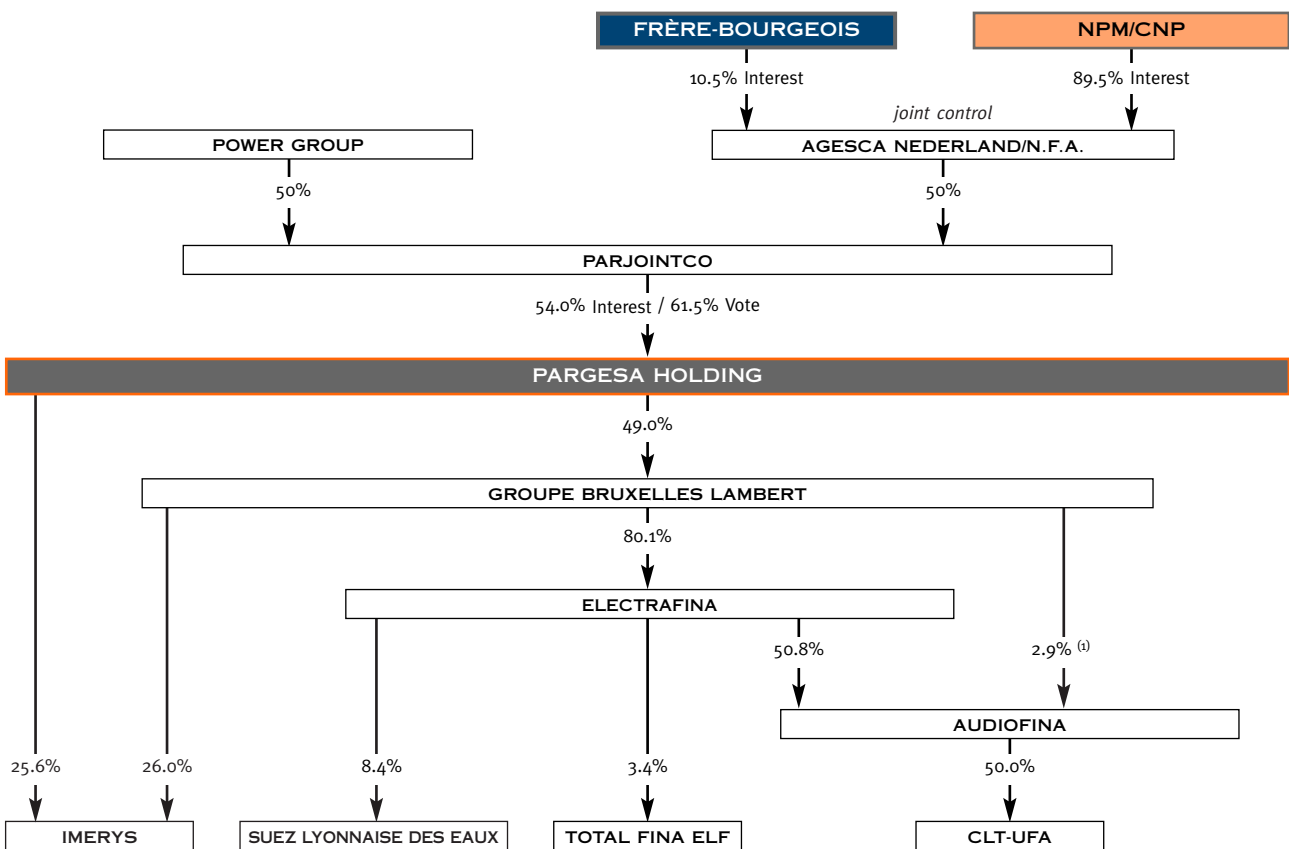 FRÈRE-BOURGEOIS
NPM/CNP
10.5% Interest
89.5% Interest
joint control
POWER GROUP
AGESCA NEDERLAND/N.F.A.
50%
50%
PARJOINTCO
54.0% Interest / 61.5% Vote
PARGESA HOLDING
49.0%
GROUPE BRUXELLES LAMBERT
80.1%
ELECTRAFINA
50.8%
2.9% (1)
AUDIOFINA
25.6%
26.0%
8.4%
3.4%
50.0%
IMERYS
SUEZ LYONNAISE DES EAUX
TOTAL FINA ELF
CLT-UFA